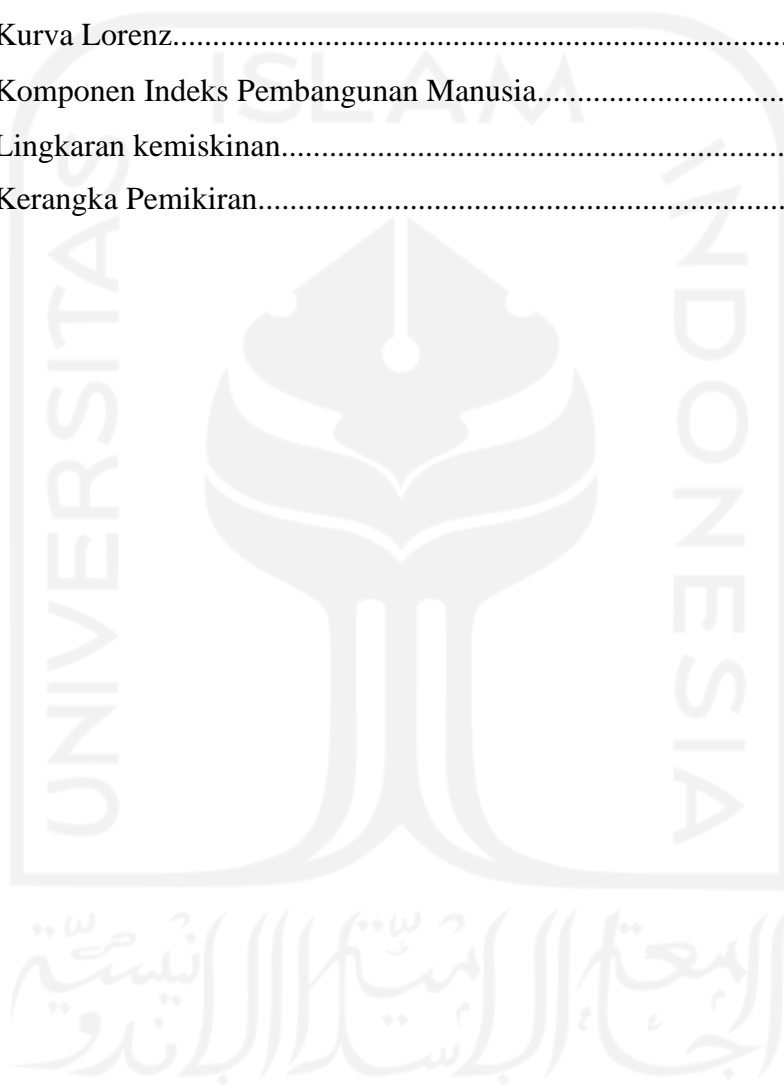 Kurva Lorenz
Komponen Indeks Pembangunan Manusia
Lingkaran kemiskinan
Kerangka Pemikiran
ISLAM
UNIVERSITAS
INDONESIA